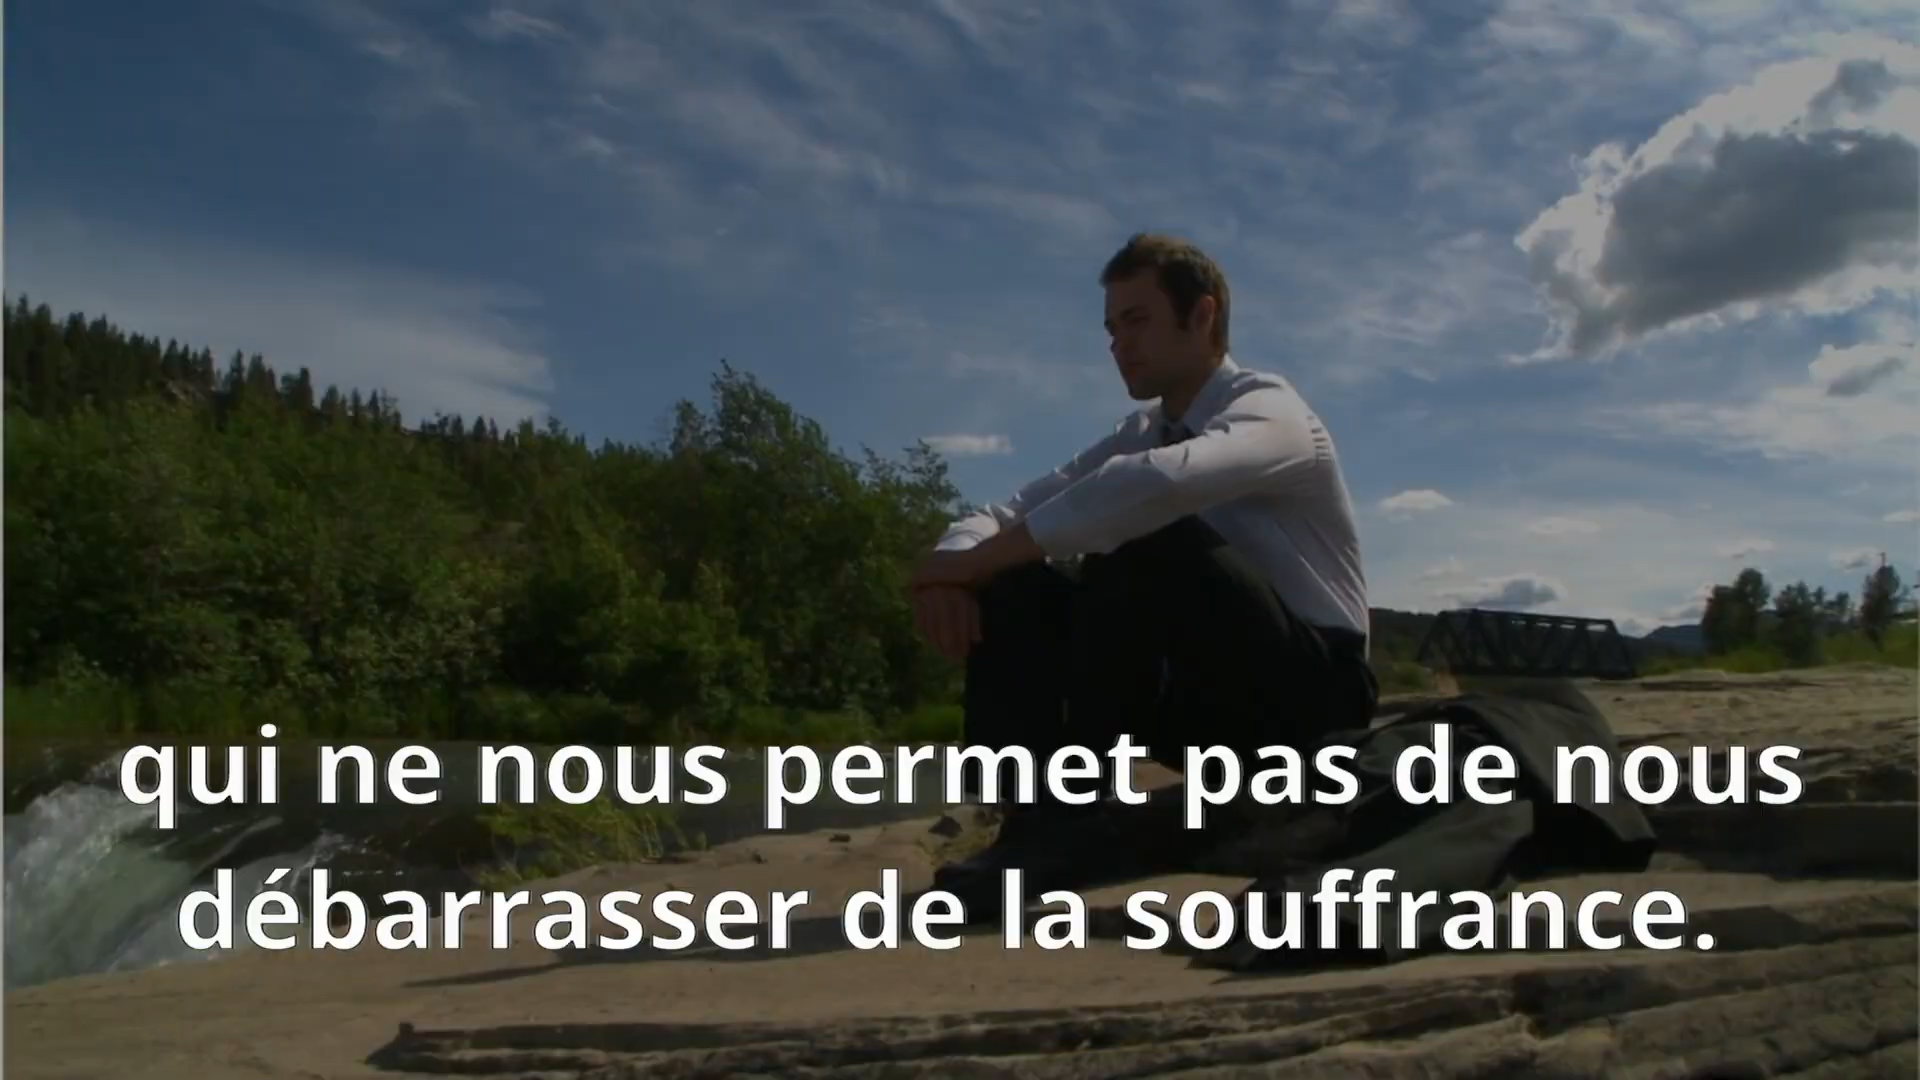 qui ne nous permet pas de nous
débarrasser de la souffrance.